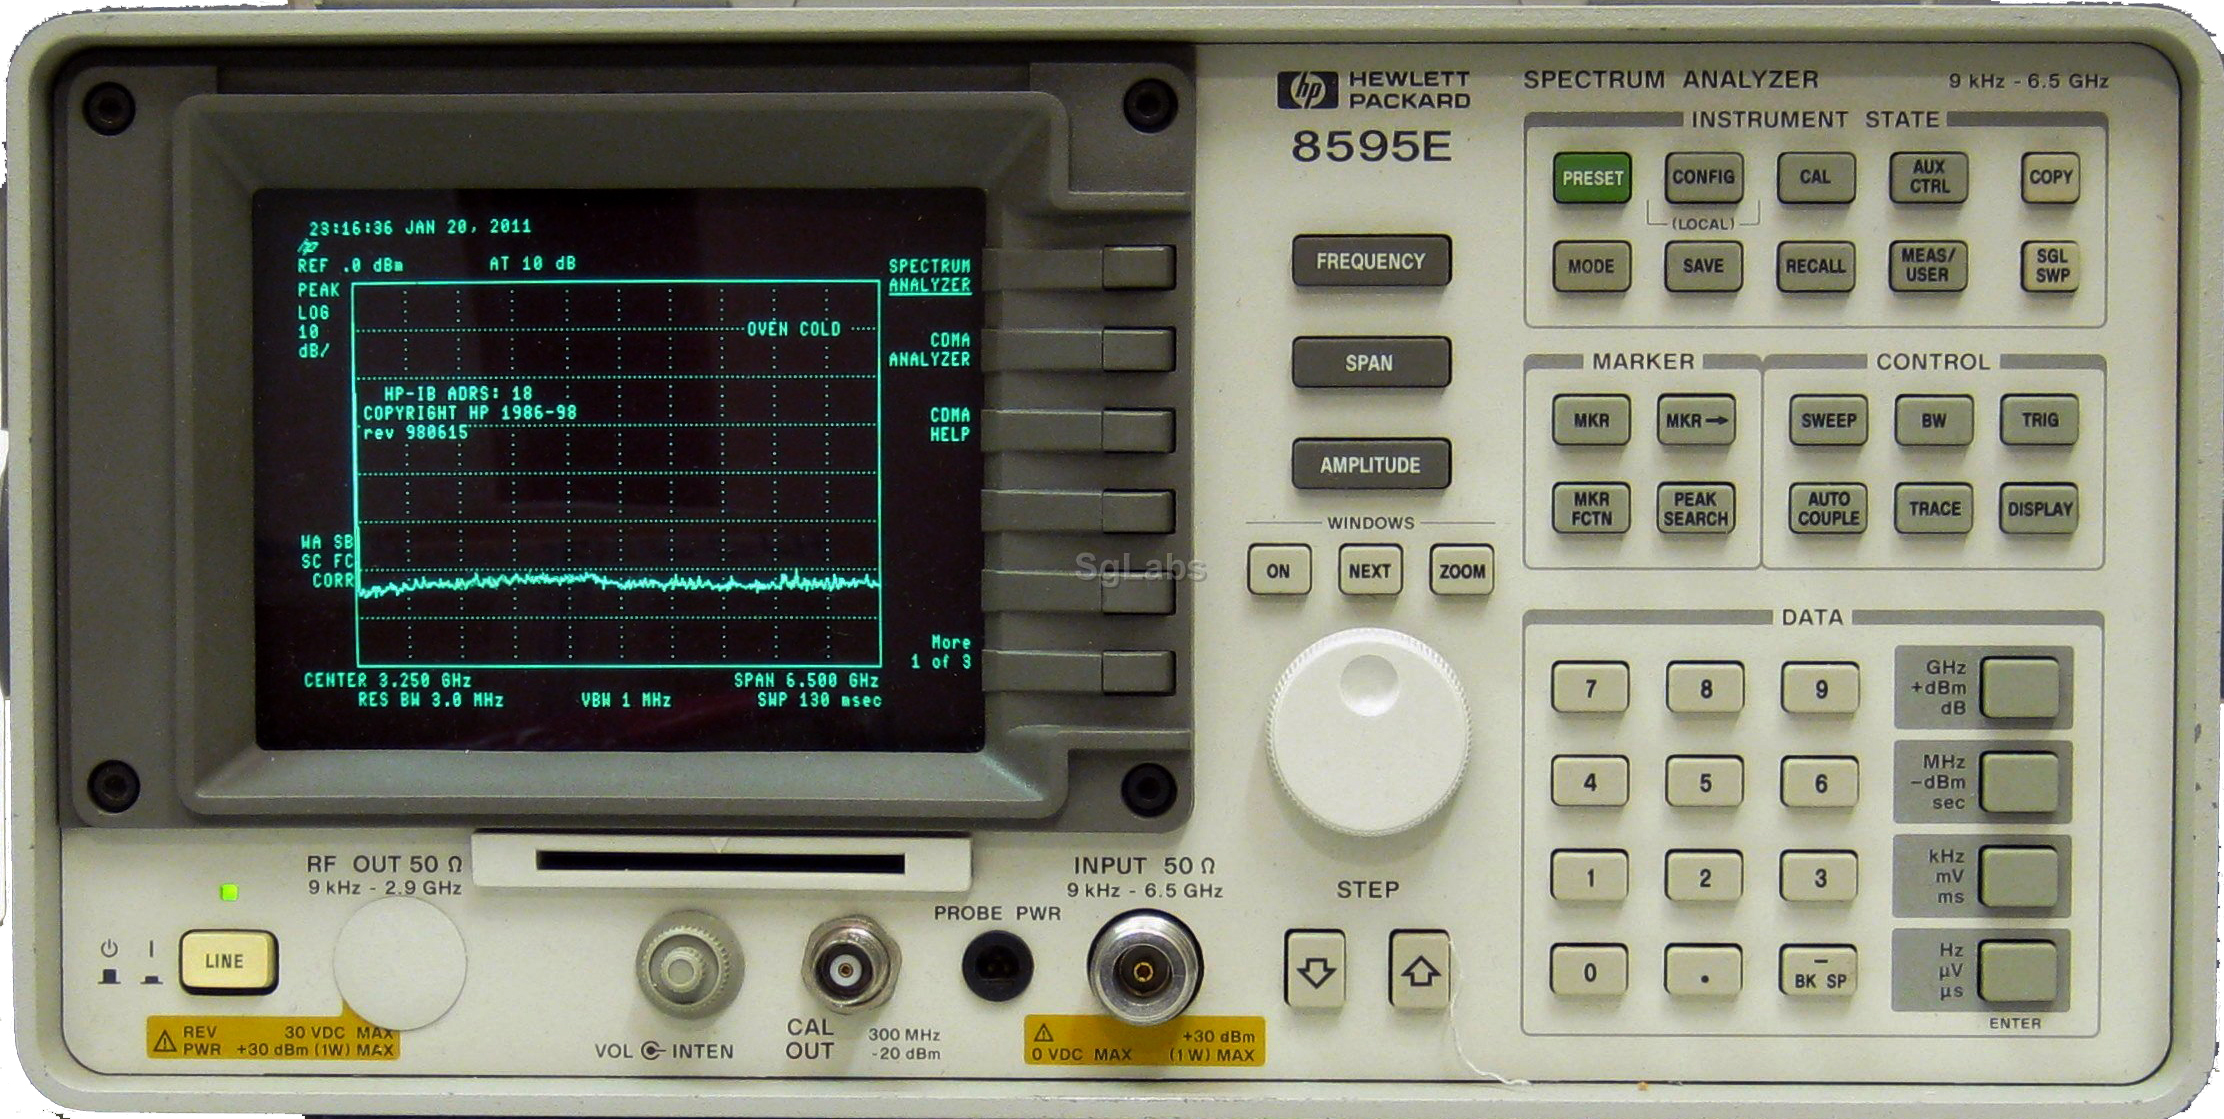 23:16:36 JAN 20, 2011
hp
REF .0 dBm AT 10 dB
PEAK
LOG
10
dB/
OVEN COLD
HP-IB ADRS: 18
COPYRIGHT HP 1986-98
rev 980615
WA SB
SC FC
CORR
CENTER 3.250 GHz SPAN 6.500 GHz
RES BW 3.0 MHz VBW 1 MHz SWP 130 msec
SPECTRUM
ANALYZER
CDMA
ANALYZER
CDMA
HELP
More
1 of 3
SgLabs
hp HEWLETT
PACKARD
8595E
SPECTRUM ANALYZER 9 kHz - 6.5 GHz
INSTRUMENT STATE
PRESET CONFIG CAL AUX
CTRL COPY
(LOCAL)
MODE SAVE RECALL MEAS/
USER SGL
SWP
FREQUENCY
SPAN
AMPLITUDE
WINDOWS
ON NEXT ZOOM
MARKER
MKR MKR→
MKR
FCTN PEAK
SEARCH
CONTROL
SWEEP BW TRIG
AUTO
COUPLE TRACE DISPLAY
DATA
7 8 9
GHz
+dBm
dB
4 5 6
MHz
-dBm
sec
1 2 3
kHz
mV
ms
0 . -
BK SP
Hz
µV
µs
ENTER
STEP
RF OUT 50 Ω
9 kHz - 2.9 GHz
LINE
REV 30 VDC MAX
PWR +30 dBm (1W) MAX
VOL INTEN
CAL
OUT
300 MHz
-20 dBm
PROBE PWR
INPUT 50 Ω
9 kHz - 6.5 GHz
+30 dBm
0 VDC MAX (1W) MAX